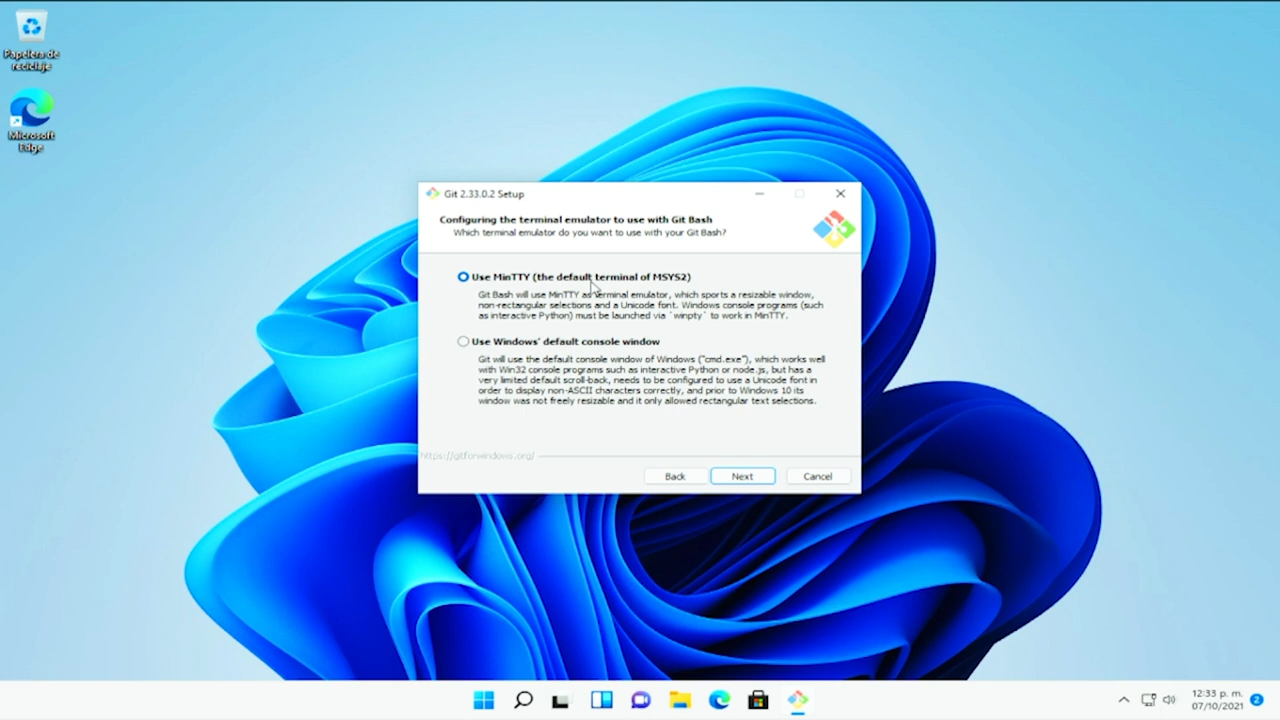 Papelera de
reciclaje
Microsoft
Edge
Git 2.33.0.2 Setup
Configuring the terminal emulator to use with Git Bash
Which terminal emulator do you want to use with your Git Bash?
Use MinTTY (the default terminal of MSYS2)
Git Bash will use MinTTY as terminal emulator, which sports a resizable window,
non-rectangular selections and a Unicode font. Windows console programs (such
as interactive Python) must be launched via `winpty` to work in MinTTY.
Use Windows' default console window
Git will use the default console window of Windows ("cmd.exe"), which works well
with Win32 console programs such as interactive Python or node.js, but has a
very limited default scroll-back, needs to be configured to use a Unicode font in
order to display non-ASCII characters correctly, and prior to Windows 10 its
window was not freely resizable and it only allowed rectangular text selections.
https://gitforwindows.org/
Back
Next
Cancel
12:33 p. m.
07/10/2021
2